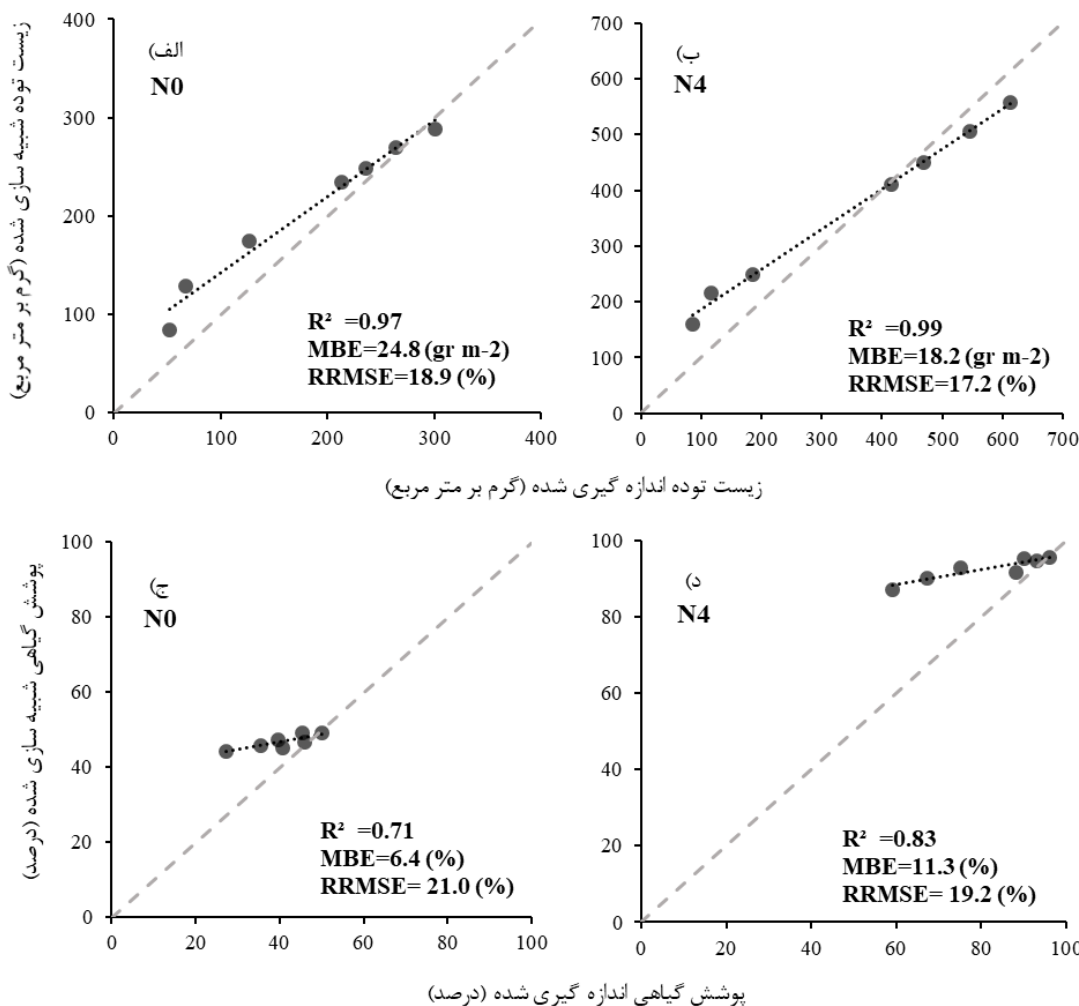 زیست توده شبیه سازی شده (گرم بر متر مربع)
400
300
200
100
0
الف)
N0
R² =0.97
MBE=24.8 (gr m-2)
RRMSE=18.9 (%)
0 100 200 300 400
700
600
500
400
300
200
100
0
ب)
N4
R² =0.99
MBE=18.2 (gr m-2)
RRMSE=17.2 (%)
0 100 200 300 400 500 600 700
زیست توده اندازه گیری شده (گرم بر متر مربع)
پوشش گیاهی شبیه سازی شده (درصد)
100
80
60
40
20
0
ج)
N0
R² =0.71
MBE=6.4 (%)
RRMSE= 21.0 (%)
0 20 40 60 80 100
100
80
60
40
20
0
د)
N4
R² =0.83
MBE=11.3 (%)
RRMSE= 19.2 (%)
0 20 40 60 80 100
پوشش گیاهی اندازه گیری شده (درصد)